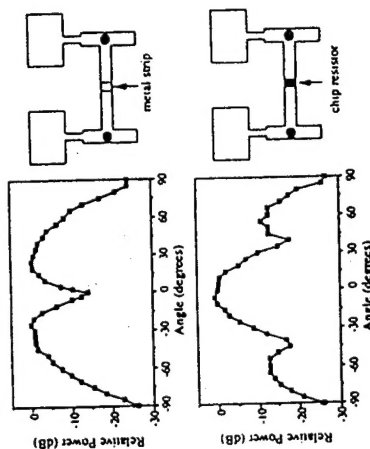 Relative Power (dB)
0
-10
-20
-30
-90 -60 -30 0 30 60 90
Angle (degrees)
metal strip
Relative Power (dB)
0
-10
-20
-30
-90 -60 -30 0 30 60 90
Angle (degrees)
chip resistor